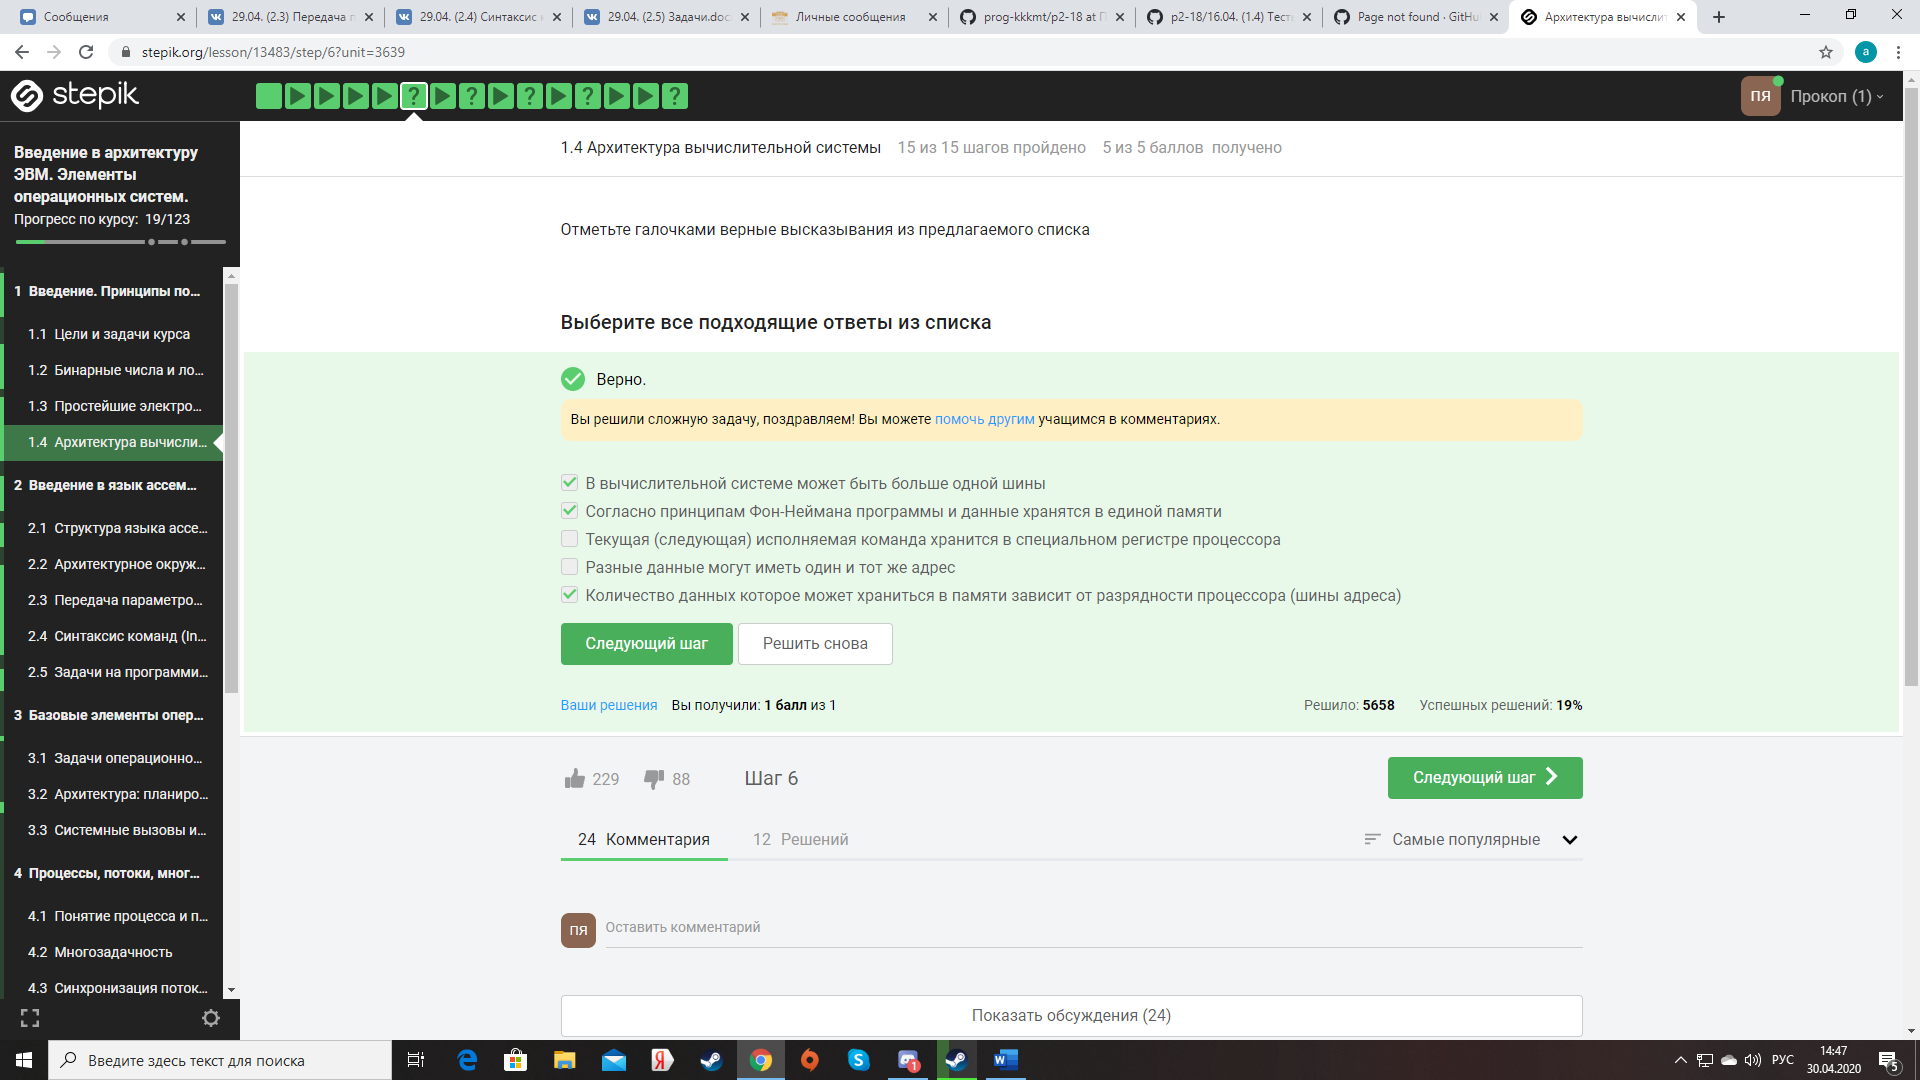 Сообщения
29.04. (2.3) Передача п
29.04. (2.4) Синтаксис
29.04. (2.5) Задачи.doc
Личные сообщения
prog-kkkmt/p2-18 at
p2-18/16.04. (1.4) Тест
Page not found · GitHu
Архитектура вычислит
stepik.org/lesson/13483/step/6?unit=3639
a
stepik
ПЯ
Прокоп (1)
Введение в архитектуру
ЭВМ. Элементы
операционных систем.
Прогресс по курсу: 19/123
1 Введение. Принципы по...
1.1 Цели и задачи курса
1.2 Бинарные числа и ло...
1.3 Простейшие электро...
1.4 Архитектура вычисли...
2 Введение в язык ассем...
2.1 Структура языка ассе...
2.2 Архитектурное окруж...
2.3 Передача параметро...
2.4 Синтаксис команд (In...
2.5 Задачи на программи...
3 Базовые элементы опер...
3.1 Задачи операционно...
3.2 Архитектура: планиро...
3.3 Системные вызовы и...
4 Процессы, потоки, мног...
4.1 Понятие процесса и п...
4.2 Многозадачность
4.3 Синхронизация поток...
1.4 Архитектура вычислительной системы 15 из 15 шагов пройдено 5 из 5 баллов получено
Отметьте галочками верные высказывания из предлагаемого списка
Выберите все подходящие ответы из списка
Верно.
Вы решили сложную задачу, поздравляем! Вы можете помочь другим учащимся в комментариях.
В вычислительной системе может быть больше одной шины
Согласно принципам Фон-Неймана программы и данные хранятся в единой памяти
Текущая (следующая) исполняемая команда хранится в специальном регистре процессора
Разные данные могут иметь один и тот же адрес
Количество данных которое может храниться в памяти зависит от разрядности процессора (шины адреса)
Следующий шаг
Решить снова
Ваши решения Вы получили: 1 балл из 1
Решило: 5658 Успешных решений: 19%
229 88 Шаг 6
Следующий шаг
24 Комментария 12 Решений
Самые популярные
ПЯ
Оставить комментарий
Показать обсуждения (24)
Введите здесь текст для поиска
РУС
14:47
30.04.2020
5